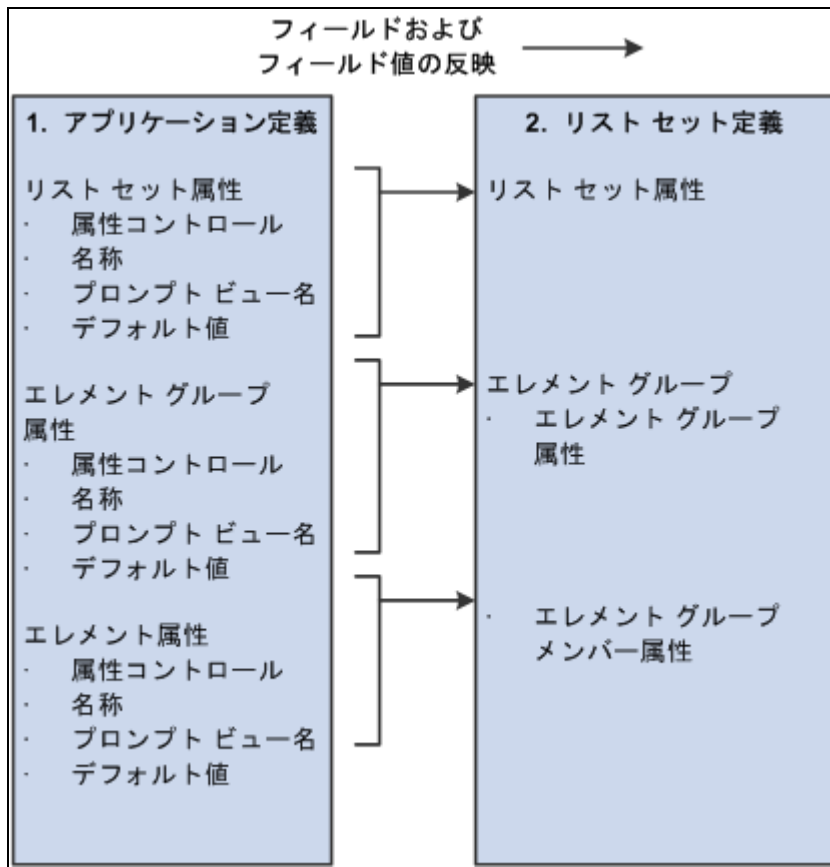 フィールドおよび
フィールド値の反映
1. アプリケーション定義
リスト セット属性
· 属性コントロール
· 名称
· プロンプト ビュー名
· デフォルト値
エレメント グループ
属性
· 属性コントロール
· 名称
· プロンプト ビュー名
· デフォルト値
エレメント属性
· 属性コントロール
· 名称
· プロンプト ビュー名
· デフォルト値
2. リスト セット定義
リスト セット属性
エレメント グループ
· エレメント グループ
属性
· エレメント グループ
メンバー属性